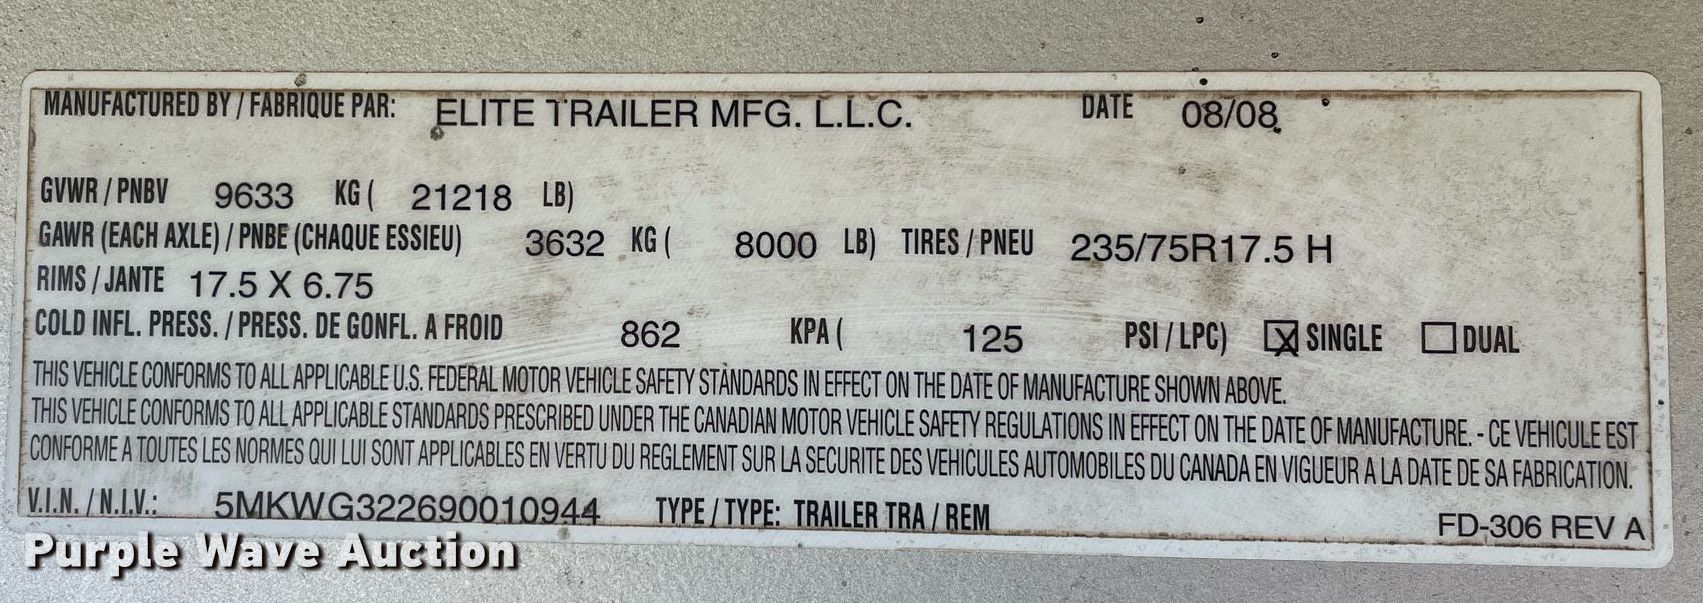 MANUFACTURED BY / FABRIQUE PAR: ELITE TRAILER MFG. L.L.C. DATE 08/08
GVWR / PNBV 9633 KG ( 21218 LB)
GAWR (EACH AXLE) / PNBE (CHAQUE ESSIEU) 3632 KG ( 8000 LB) TIRES / PNEU 235/75R17.5 H
RIMS / JANTE 17.5 X 6.75
COLD INFL. PRESS. / PRESS. DE GONFL. A FROID 862 KPA ( 125 PSI / LPC) ☒ SINGLE ☐ DUAL
THIS VEHICLE CONFORMS TO ALL APPLICABLE U.S. FEDERAL MOTOR VEHICLE SAFETY STANDARDS IN EFFECT ON THE DATE OF MANUFACTURE SHOWN ABOVE.
THIS VEHICLE CONFORMS TO ALL APPLICABLE STANDARDS PRESCRIBED UNDER THE CANADIAN MOTOR VEHICLE SAFETY REGULATIONS IN EFFECT ON THE DATE OF MANUFACTURE. - CE VEHICULE EST
CONFORME A TOUTES LES NORMES QUI LUI SONT APPLICABLES EN VERTU DU REGLEMENT SUR LA SECURITE DES VEHICULES AUTOMOBILES DU CANADA EN VIGUEUR A LA DATE DE SA FABRICATION.
V.I.N. / N.I.V.: 5MKWG322690010944 TYPE / TYPE: TRAILER TRA / REM
FD-306 REV A
Purple Wave Auction